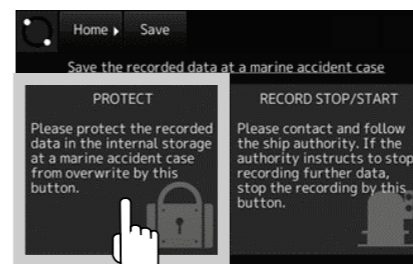 Home Save
Save the recorded data at a marine accident case
PROTECT
Please protect the recorded
data in the internal storage
at a marine accident case
from overwrite by this
button.
RECORD STOP/START
Please contact and follow
the ship authority. If the
authority instructs to stop
recording further data,
stop the recording by this
button.